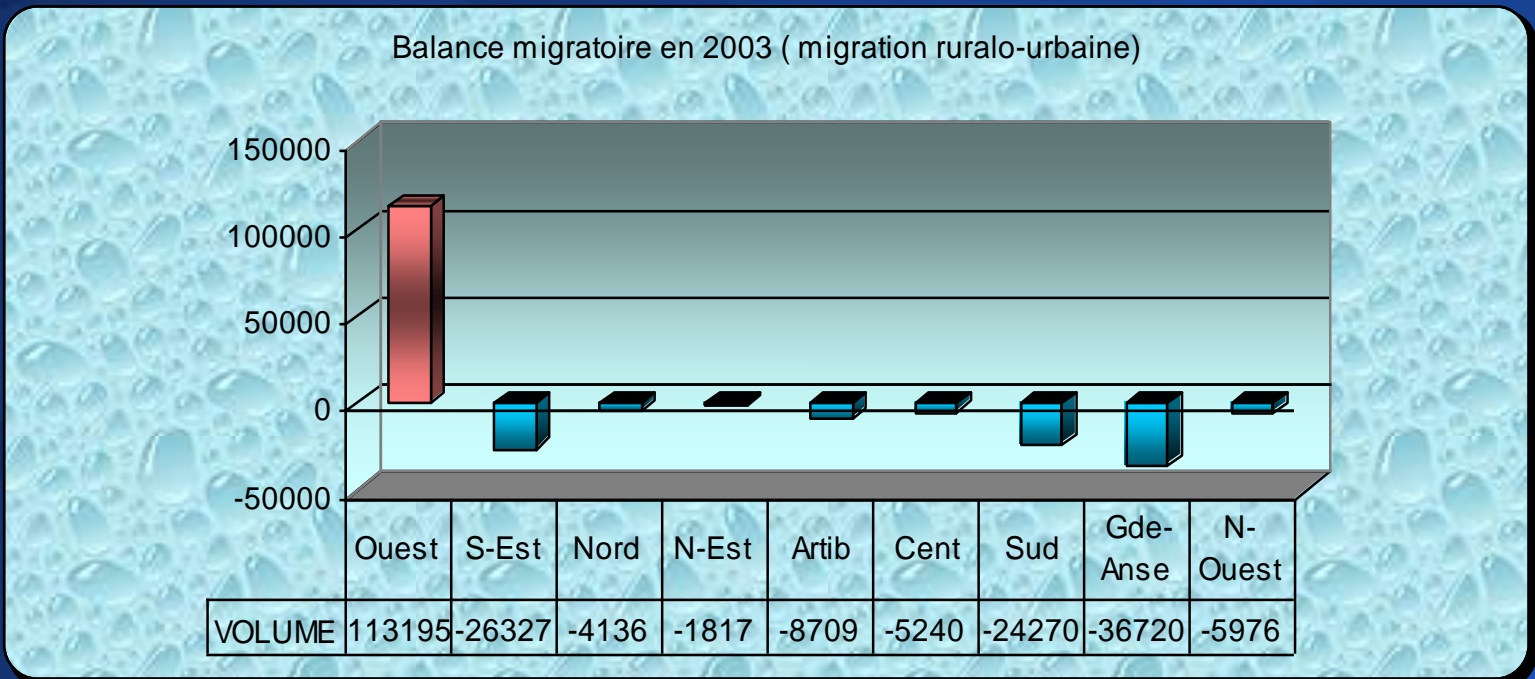 Balance migratoire en 2003 ( migration ruralo-urbaine)
150000
100000
50000
0
-50000
Ouest S-Est Nord N-Est Artib Cent Sud Gde-Anse N-Ouest
VOLUME 113195 -26327 -4136 -1817 -8709 -5240 -24270 -36720 -5976